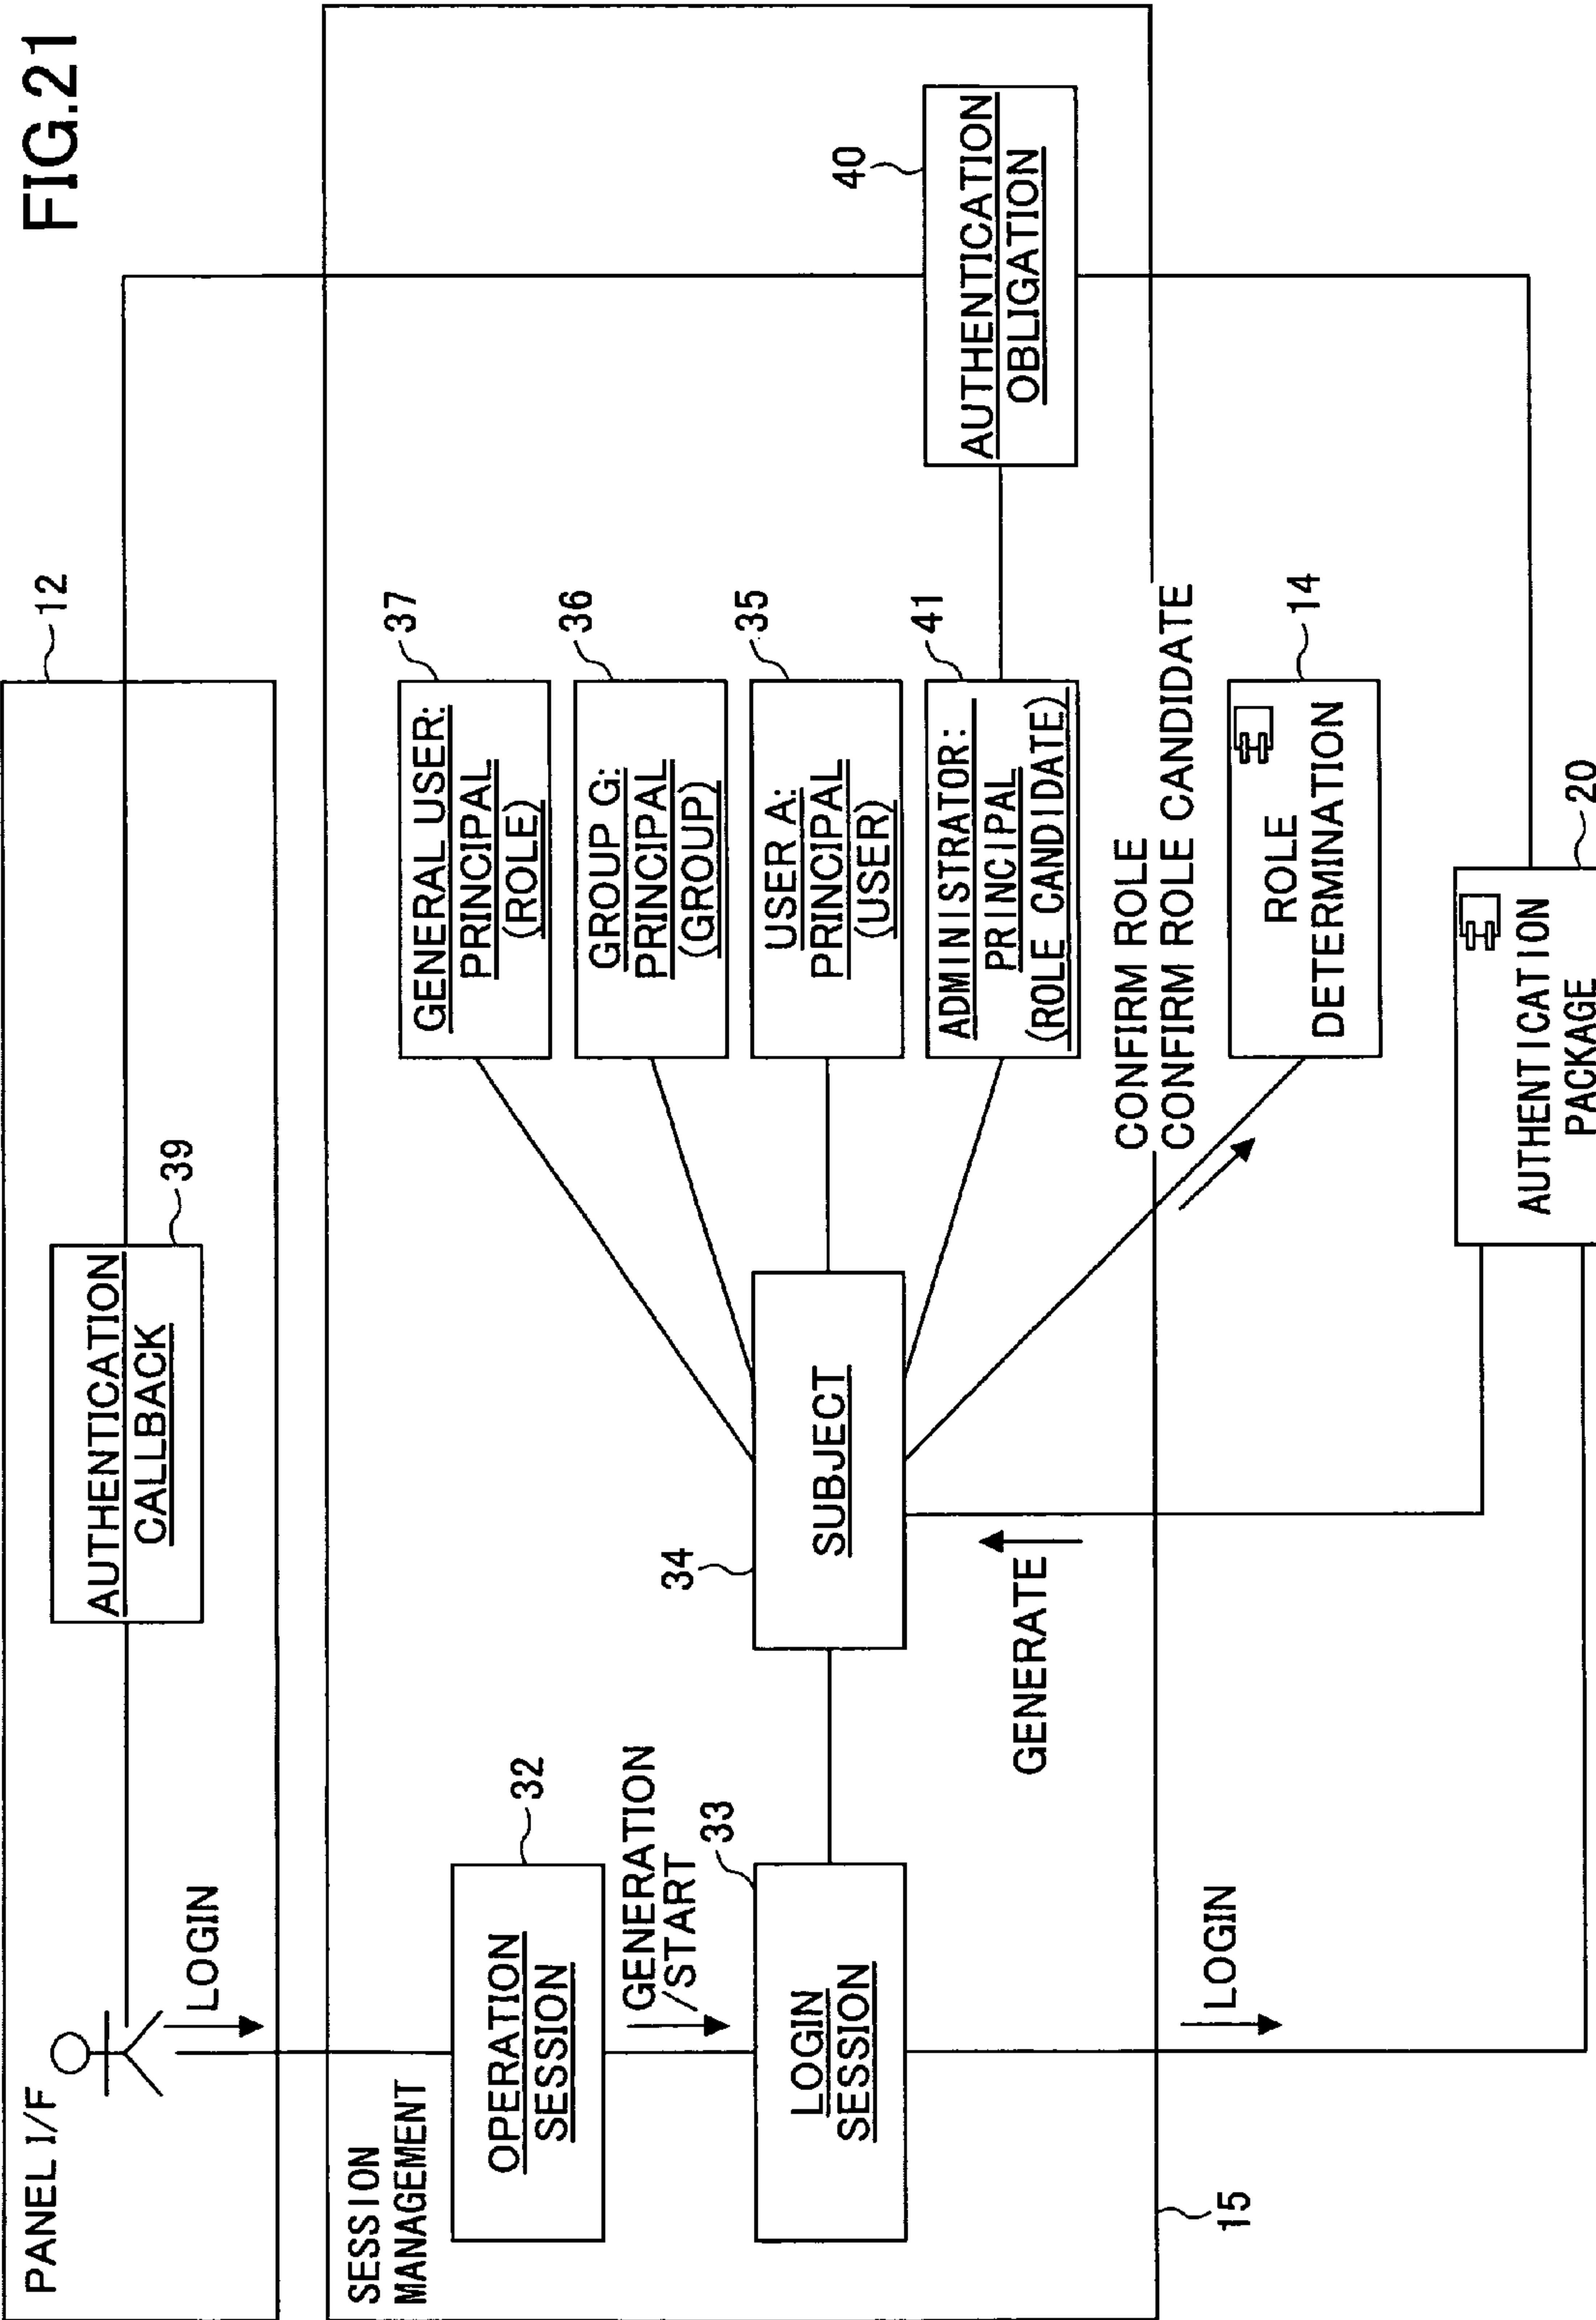 FIG.21
PANEL I/F
12
AUTHENTICATION
CALLBACK
39
LOGIN
SESSION
MANAGEMENT
OPERATION
SESSION
32
GENERATION
/START
33
LOGIN
SESSION
34
SUBJECT
GENERATE
GENERAL USER:
PRINCIPAL
(ROLE)
37
GROUP G:
PRINCIPAL
(GROUP)
36
USER A:
PRINCIPAL
(USER)
35
ADMINISTRATOR:
PRINCIPAL
(ROLE CANDIDATE)
41
AUTHENTICATION
OBLIGATION
40
CONFIRM ROLE
CONFIRM ROLE CANDIDATE
ROLE
DETERMINATION
14
15
LOGIN
AUTHENTICATION
PACKAGE
20